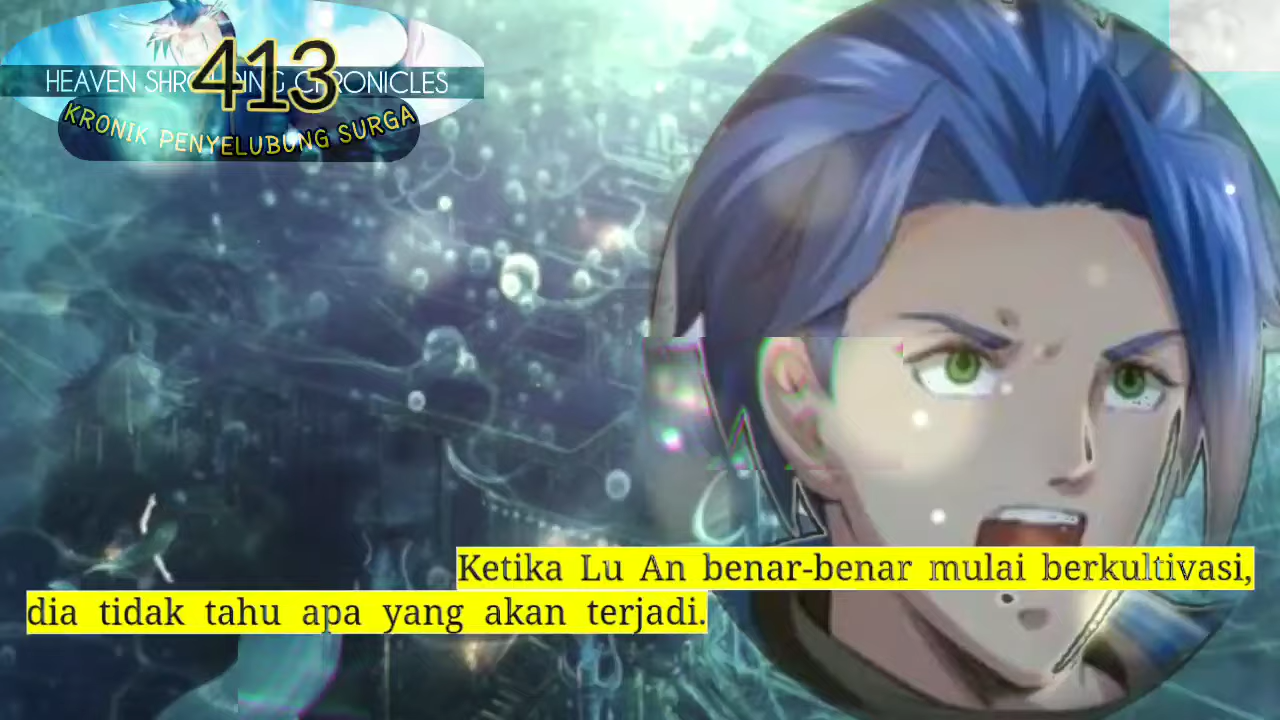 413
HEAVEN SHROUDING CHRONICLES
KRONIK PENYELUBUNG SURGA
Ketika Lu An benar-benar mulai berkultivasi,
dia tidak tahu apa yang akan terjadi.